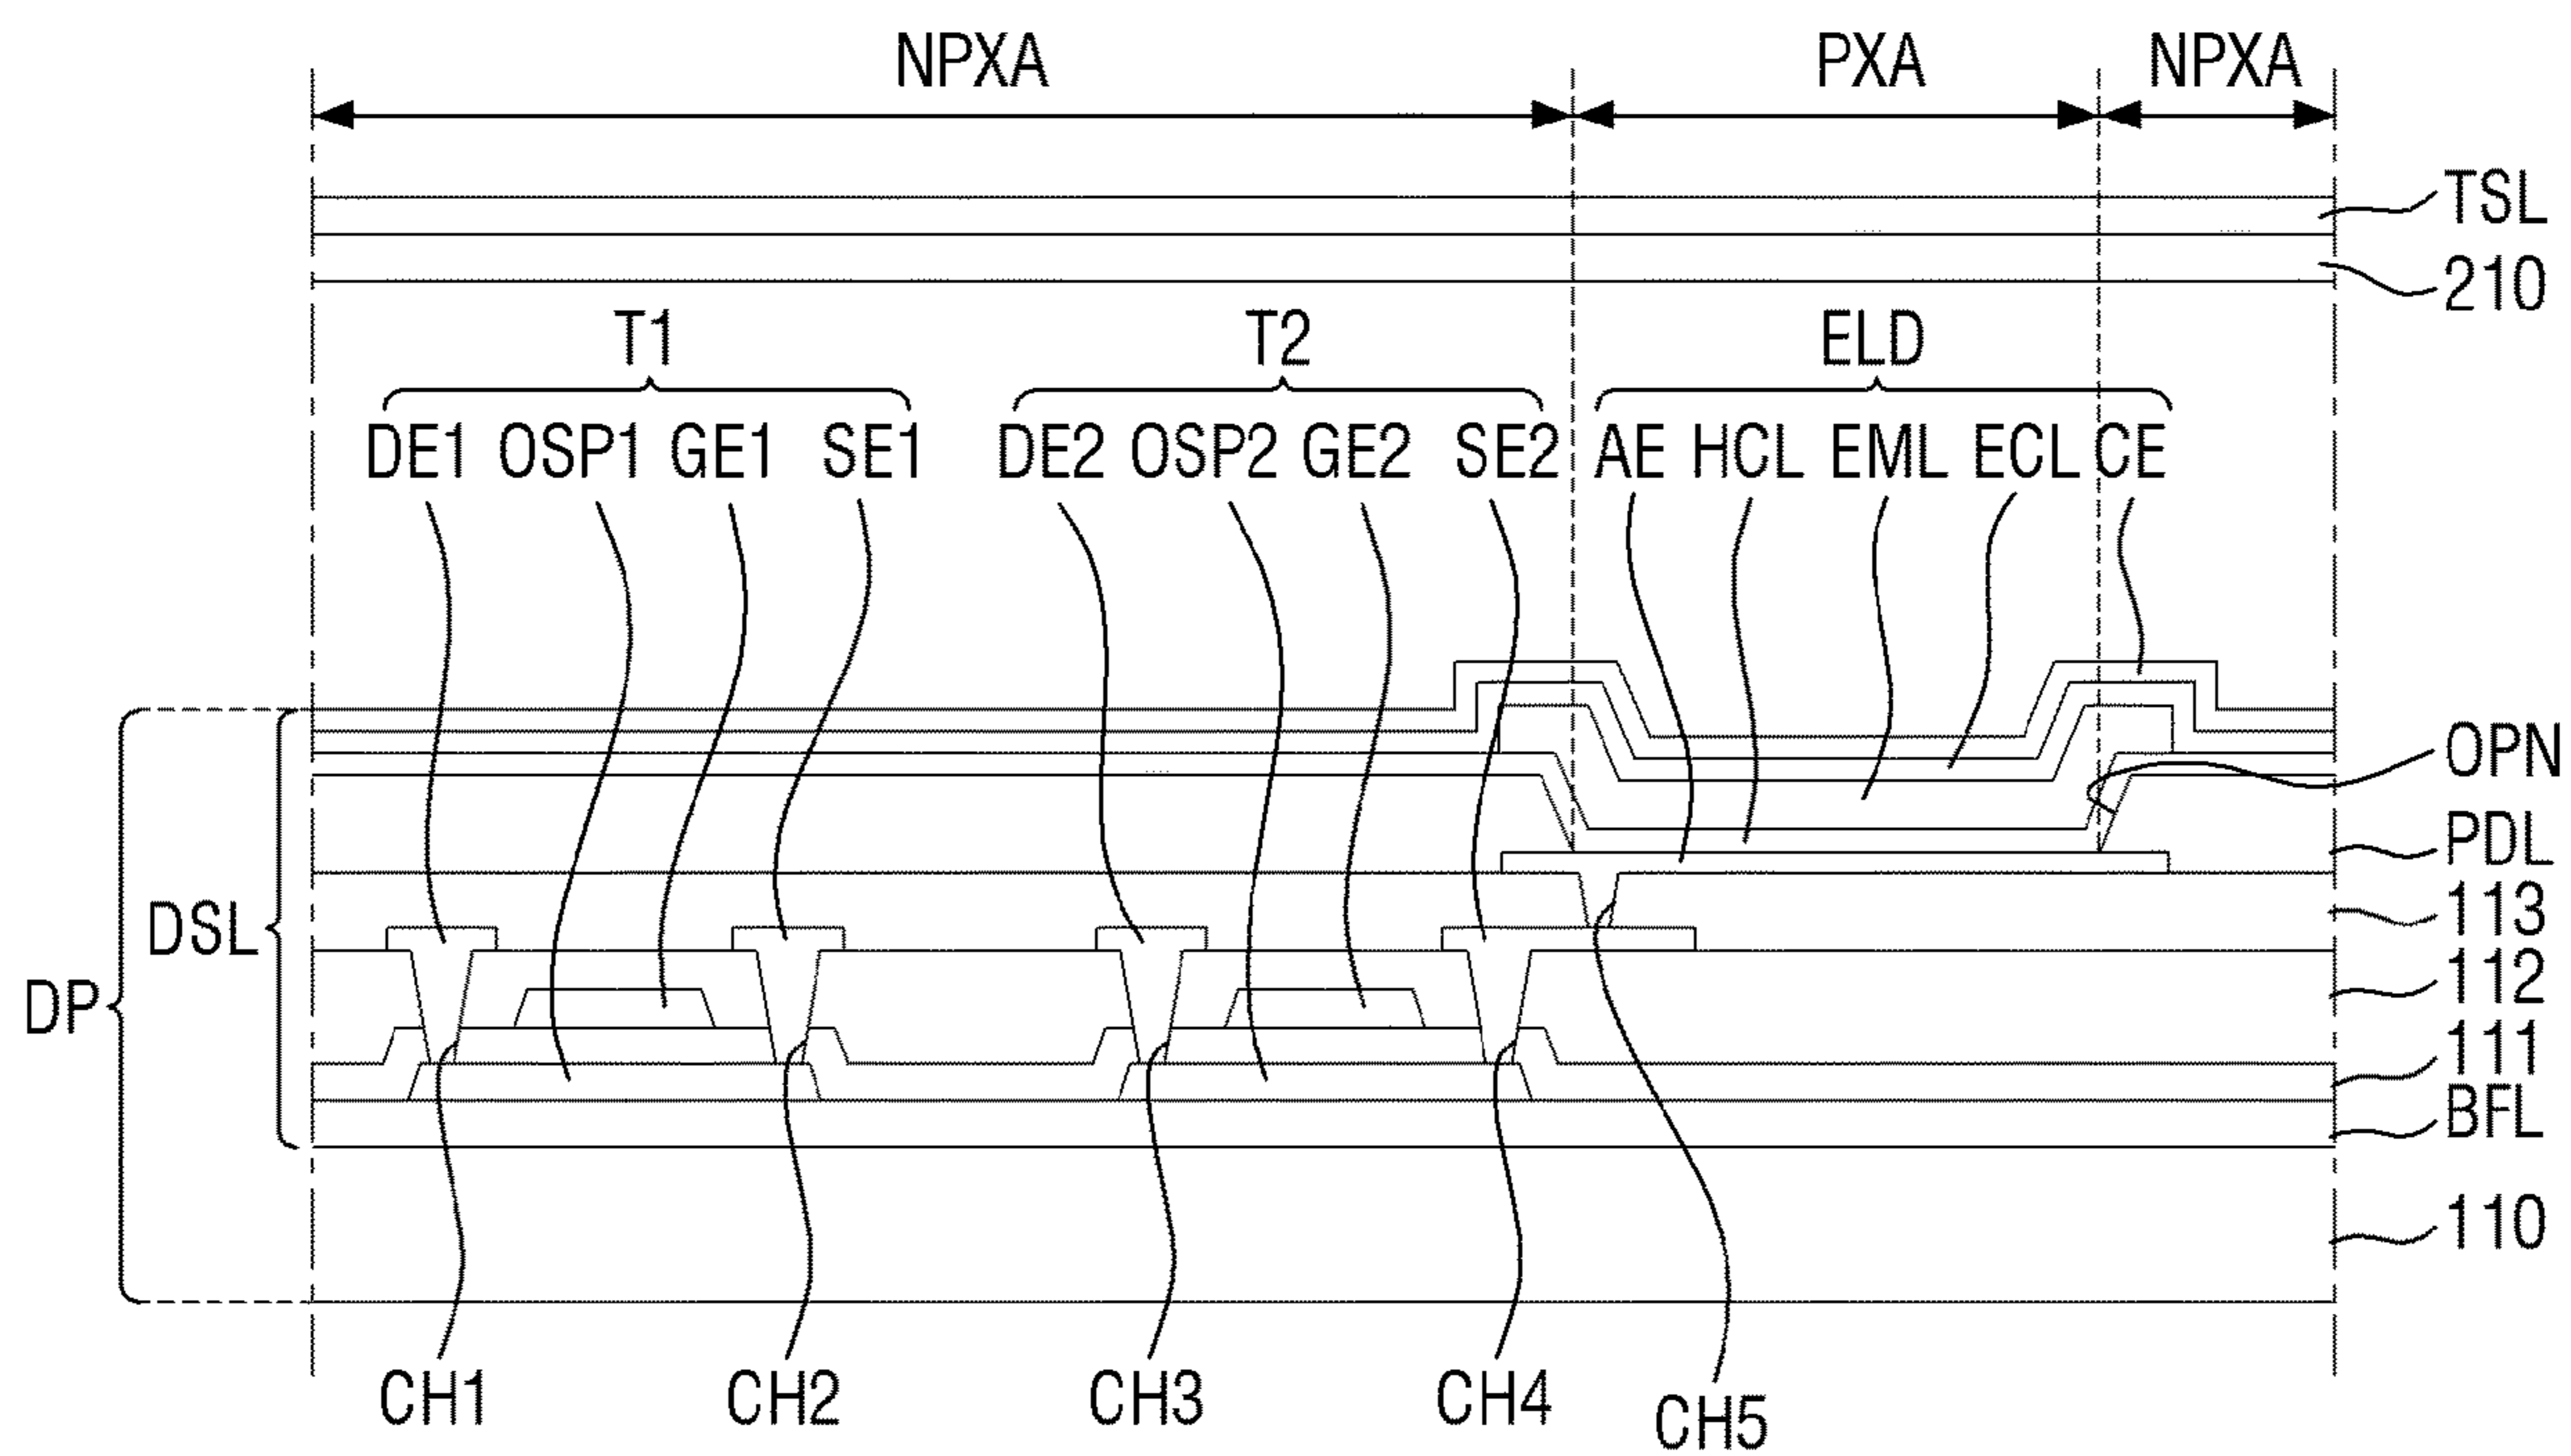 NPXA PXA NPXA
TSL
210
T1 T2 ELD
DE1 OSP1 GE1 SE1 DE2 OSP2 GE2 SE2 AE HCL EML ECL CE
OPN
PDL
113
DSL
112
DP
111
BFL
110
CH1 CH2 CH3 CH4 CH5